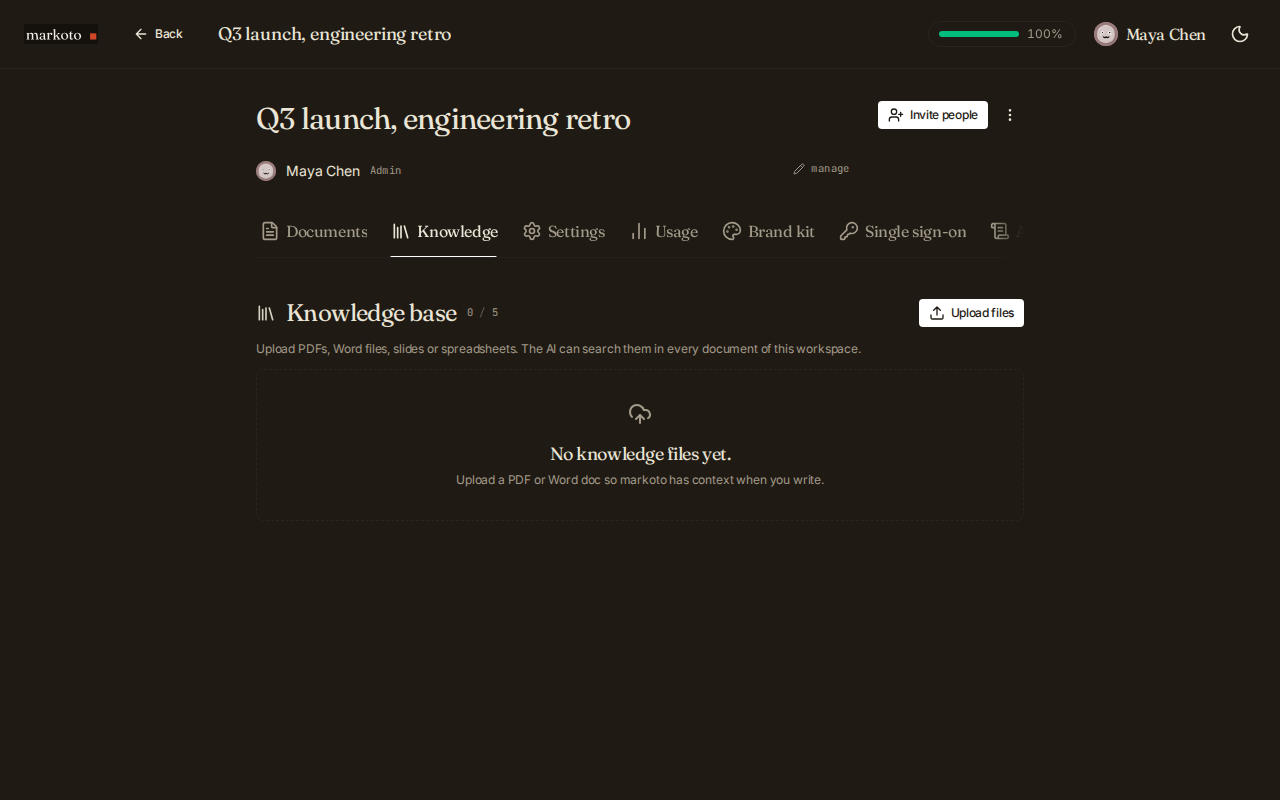 markoto
Back
Q3 launch, engineering retro
100%
Maya Chen
Q3 launch, engineering retro
Invite people
Maya Chen Admin
manage
Documents Knowledge Settings Usage Brand kit Single sign-on
Knowledge base 0 / 5
Upload files
Upload PDFs, Word files, slides or spreadsheets. The AI can search them in every document of this workspace.
No knowledge files yet.
Upload a PDF or Word doc so markoto has context when you write.